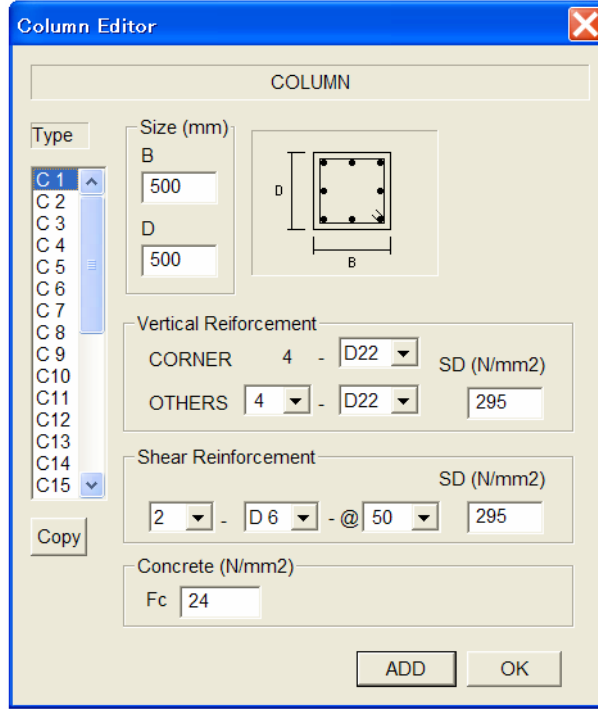 Column Editor
COLUMN
Type
C 1
C 2
C 3
C 4
C 5
C 6
C 7
C 8
C 9
C10
C11
C12
C13
C14
C15
Copy
Size (mm)
B
500
D
500
D
B
Vertical Reiforcement
CORNER 4 - D22
SD (N/mm2)
OTHERS 4 - D22 295
Shear Reinforcement
SD (N/mm2)
2 - D 6 - @ 50 295
Concrete (N/mm2)
Fc 24
ADD OK